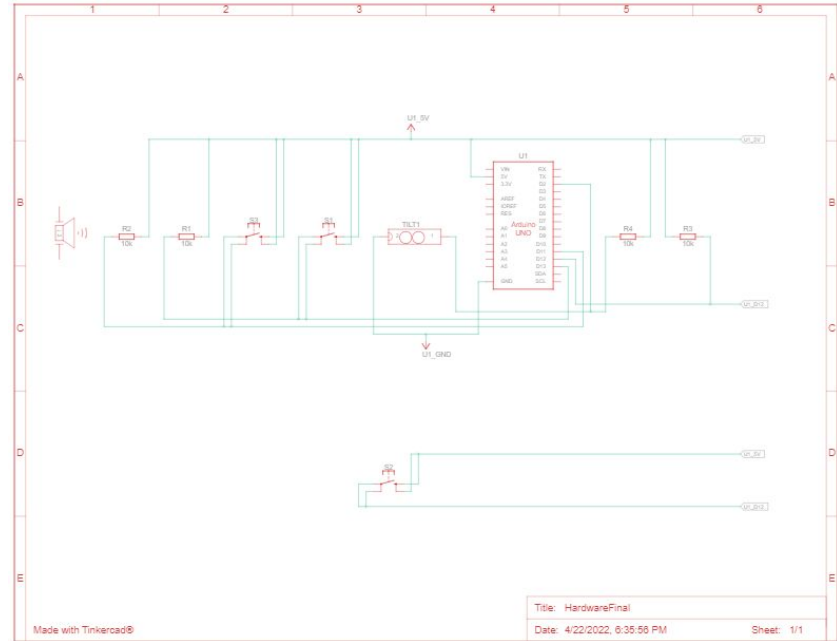 1 2 3 4 5 6
A A
U1_5V
U1_5V
U1
VIN RX
5V TX
3.3V D2
D3
AREF D4
IOREF D5
RES D6
D7
A0 D8
A1 D9
A2 D10
A3 D11
A4 D12
A5 D13
SDA
GND SCL
Arduino
UNO
B B
R2
10k
R1
10k
S3
S1
TILT1
2 1
R4
10k
R3
10k
C C
U1_GND
D D
S2
U1_5V
E E
Title: HardwareFinal
Made with Tinkercad®
Date: 4/22/2022, 6:35:56 PM
Sheet: 1/1